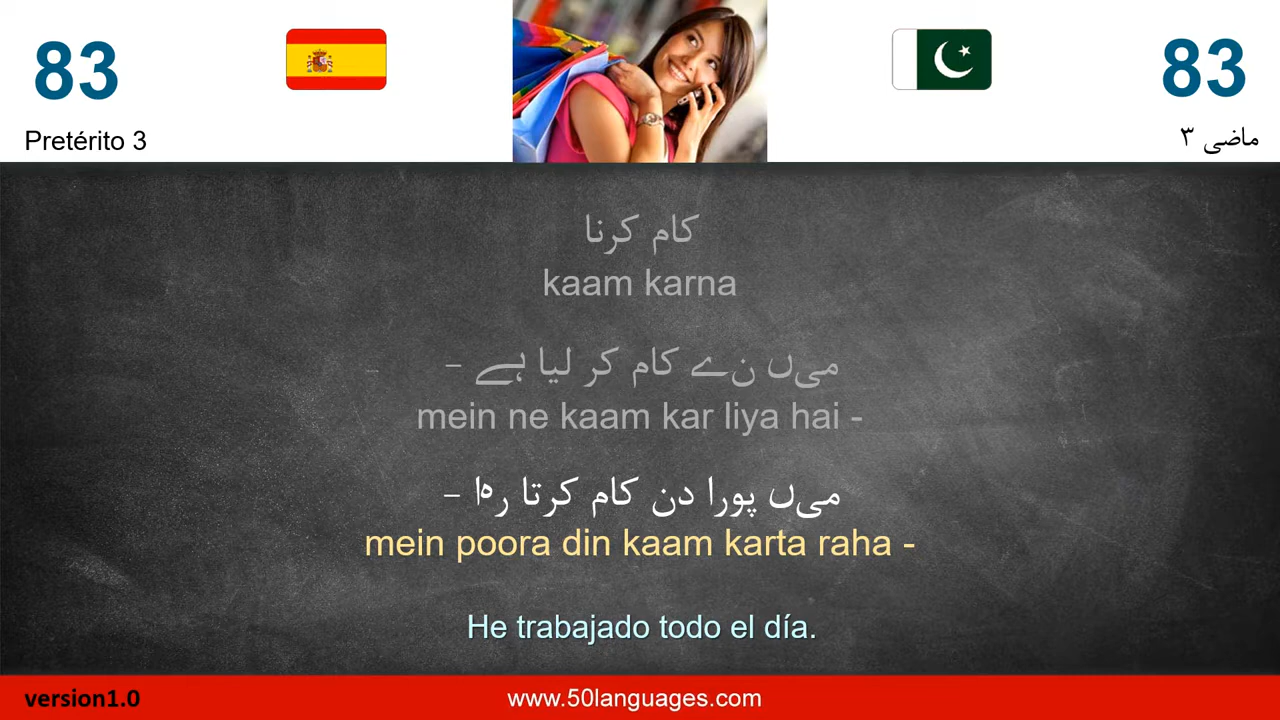 83
83
Pretérito 3
ماضی ۳
کام کرنا
kaam karna
میں نے کام کر لیا ہے –
mein ne kaam kar liya hai -
میں پورا دن کام کرتا رہا –
mein poora din kaam karta raha -
He trabajado todo el día.
version1.0
www.50languages.com